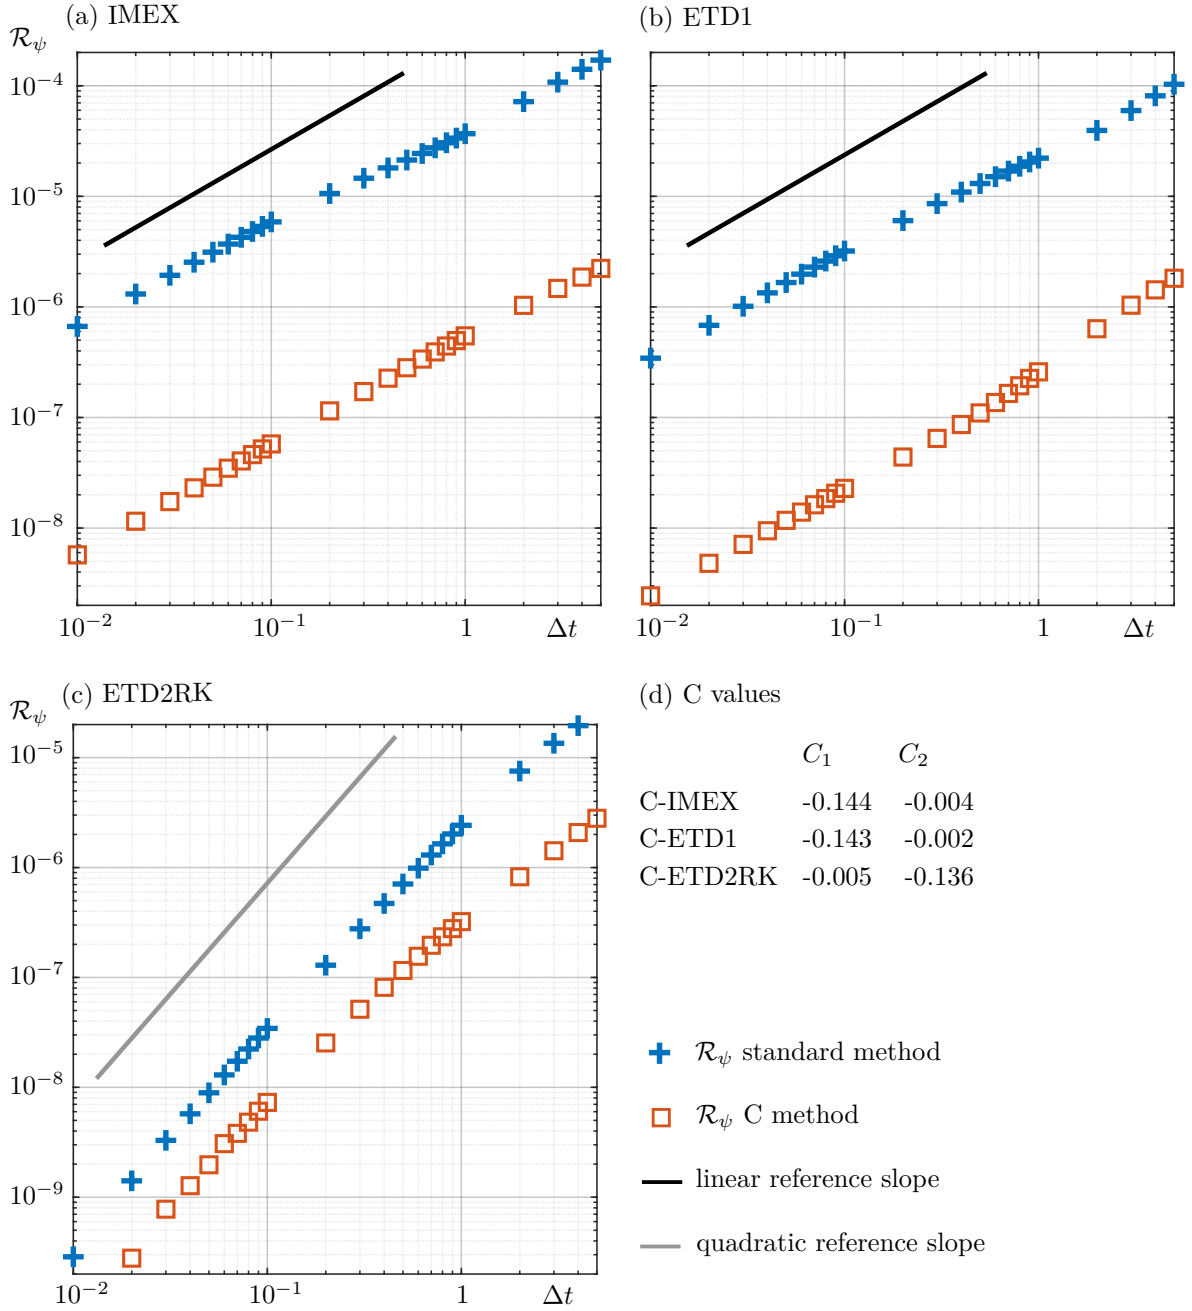 (a) IMEX
(b) ETD1
𝓡ψ
10⁻⁴
10⁻⁵
10⁻⁶
10⁻⁷
10⁻⁸
10⁻² 10⁻¹ 1 Δt
10⁻² 10⁻¹ 1 Δt
(c) ETD2RK
𝓡ψ
10⁻⁵
10⁻⁶
10⁻⁷
10⁻⁸
10⁻⁹
10⁻² 10⁻¹ 1 Δt
(d) C values
C₁ C₂
C-IMEX -0.144 -0.004
C-ETD1 -0.143 -0.002
C-ETD2RK -0.005 -0.136
𝓡ψ standard method
𝓡ψ C method
linear reference slope
quadratic reference slope